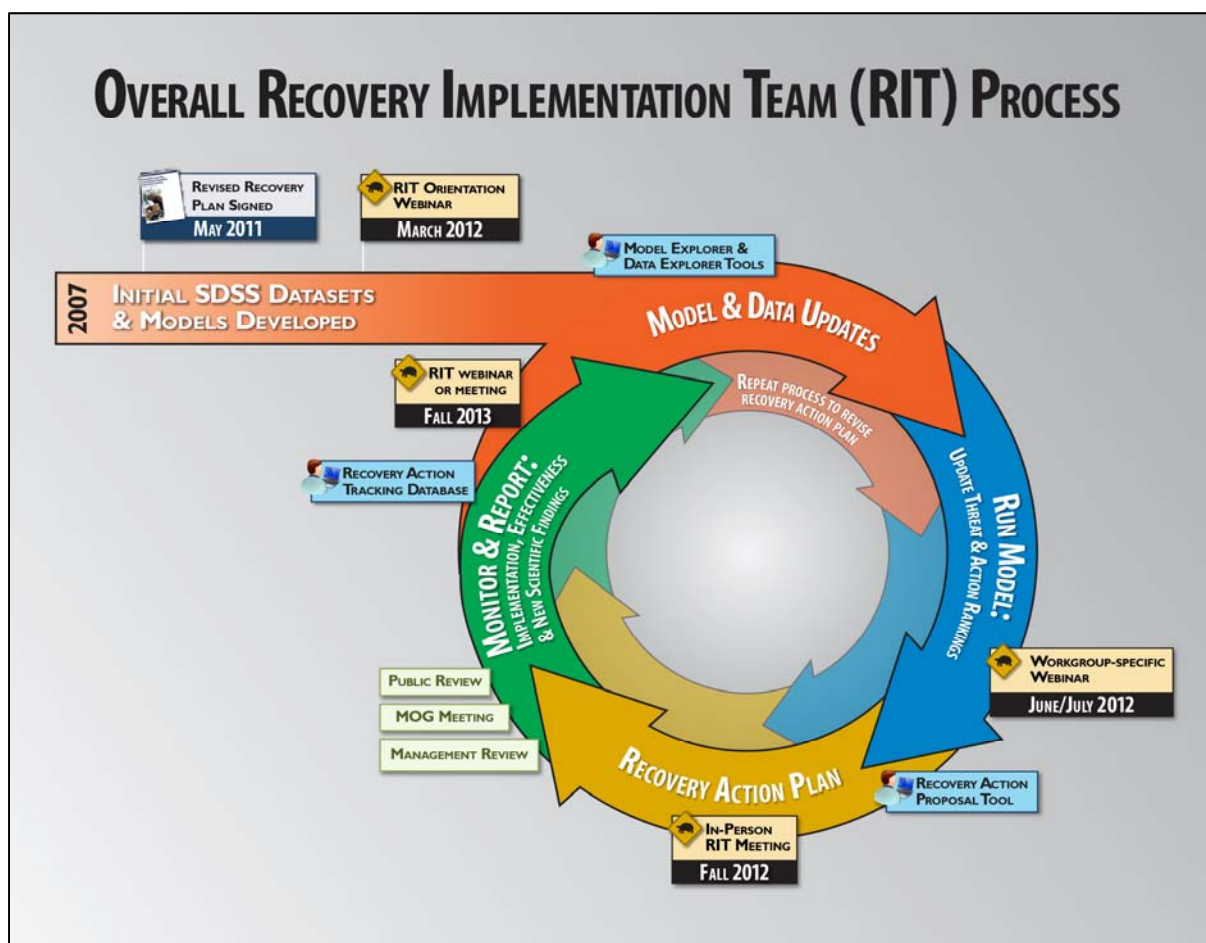 OVERALL RECOVERY IMPLEMENTATION TEAM (RIT) PROCESS
REVISED RECOVERY
PLAN SIGNED
MAY 2011
RIT ORIENTATION
WEBINAR
MARCH 2012
MODEL EXPLORER &
DATA EXPLORER TOOLS
2007
INITIAL SDSS DATASETS
& MODELS DEVELOPED
MODEL & DATA UPDATES
RIT WEBINAR
OR MEETING
FALL 2013
REPEAT PROCESS TO REVISE
RECOVERY ACTION PLAN
RECOVERY ACTION
TRACKING DATABASE
MONITOR & REPORT:
IMPLEMENTATION, EFFECTIVENESS
& NEW SCIENTIFIC FINDINGS
RUN MODEL:
UPDATE THREAT & ACTION RANKINGS
WORKGROUP-SPECIFIC
WEBINAR
JUNE/JULY 2012
PUBLIC REVIEW
MOG MEETING
MANAGEMENT REVIEW
RECOVERY ACTION PLAN
RECOVERY ACTION
PROPOSAL TOOL
IN-PERSON
RIT MEETING
FALL 2012